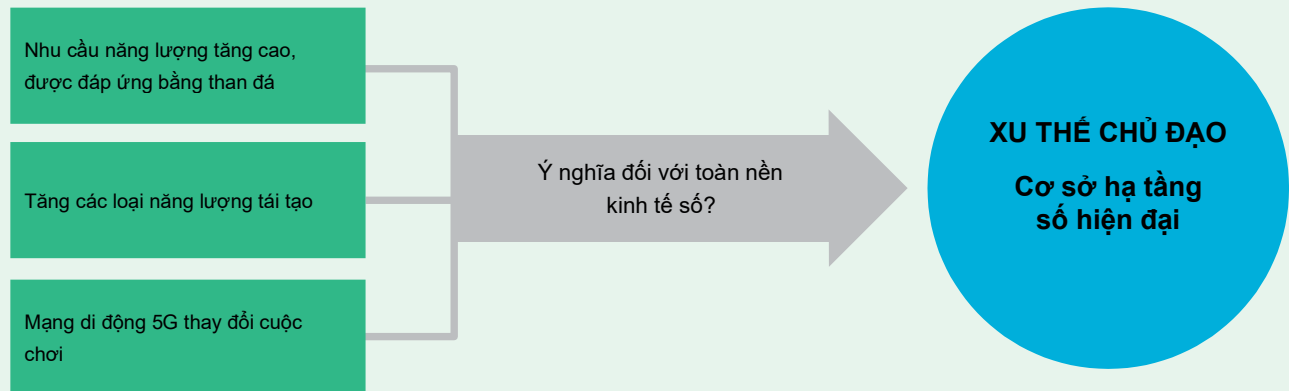 Nhu cầu năng lượng tăng cao,
được đáp ứng bằng than đá
Tăng các loại năng lượng tái tạo
Mạng di động 5G thay đổi cuộc
chơi
Ý nghĩa đối với toàn nền
kinh tế số?
XU THẾ CHỦ ĐẠO
Cơ sở hạ tầng
số hiện đại